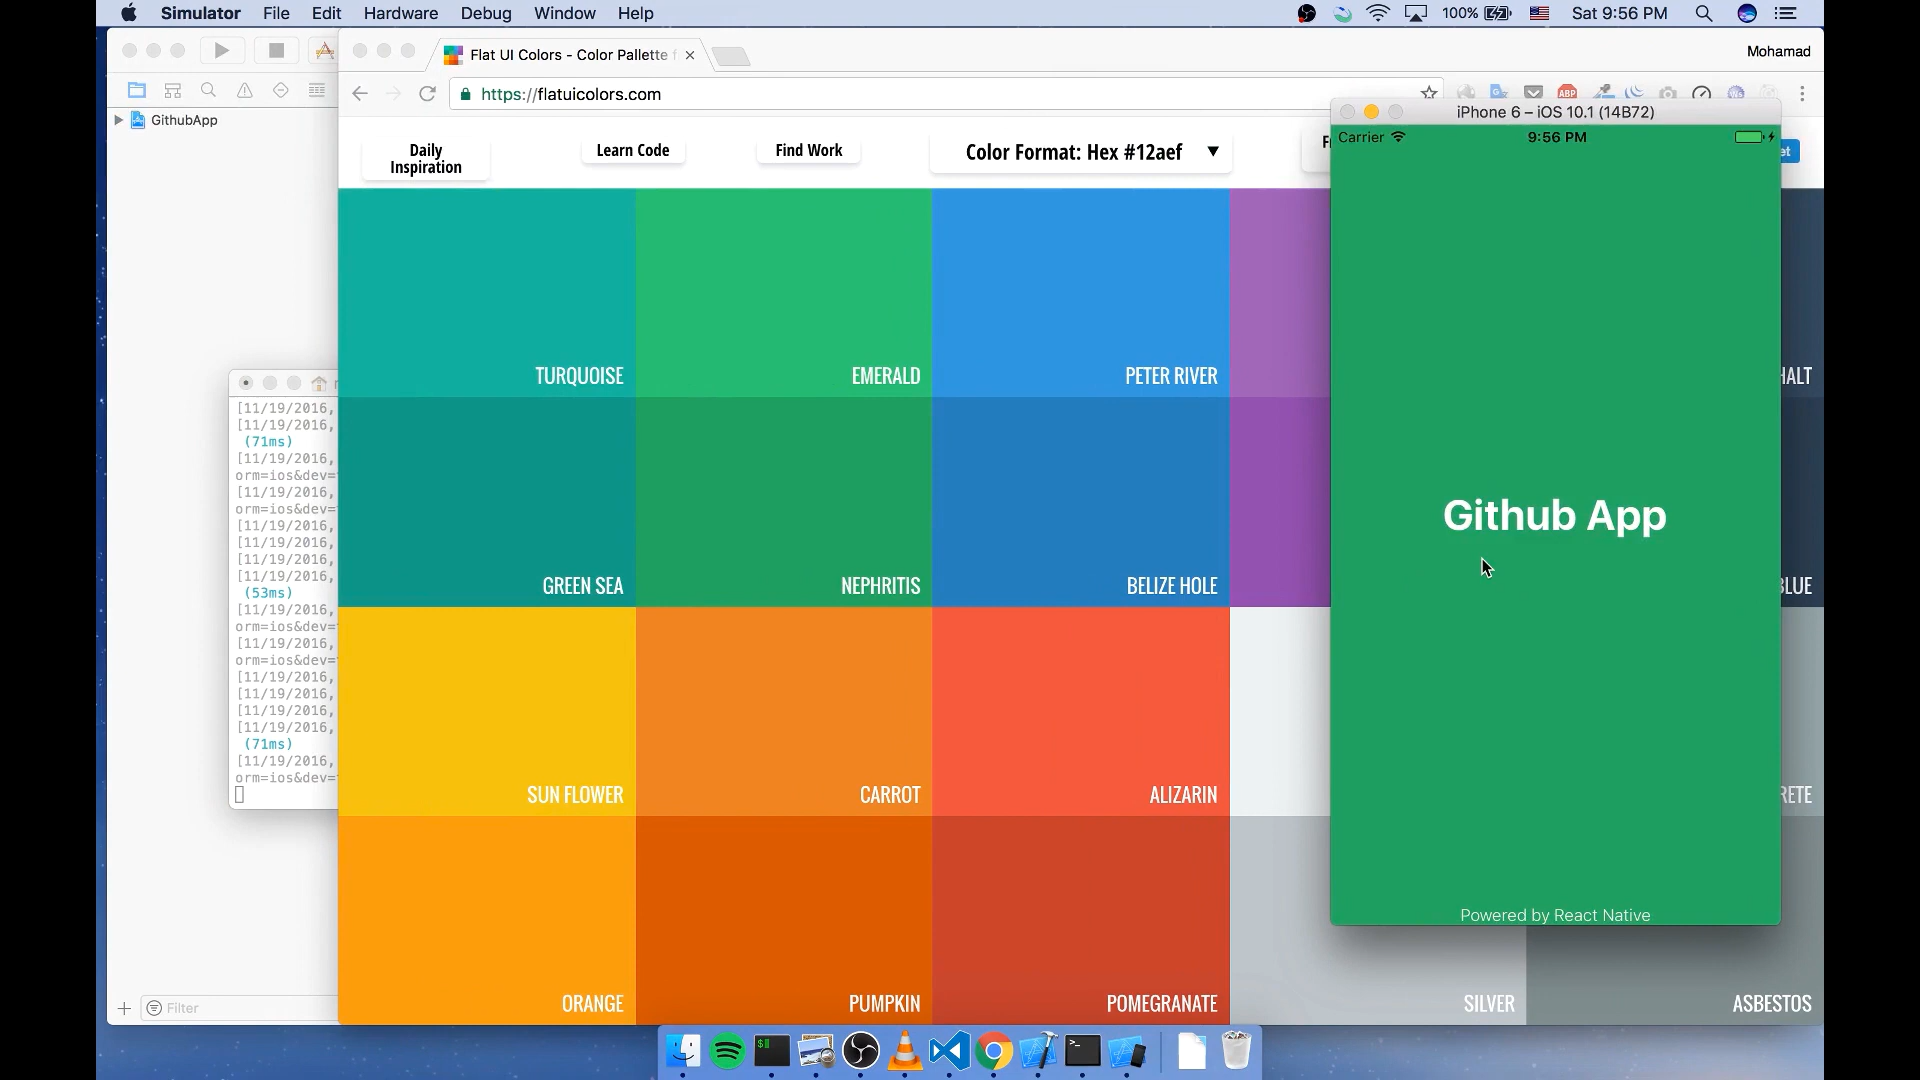 Simulator File Edit Hardware Debug Window Help
100% Sat 9:56 PM
Flat UI Colors - Color Pallette f
Mohamad
https://flatuicolors.com
ABP
GithubApp
iPhone 6 – iOS 10.1 (14B72)
Carrier 9:56 PM
Daily
Inspiration
Learn Code
Find Work
Color Format: Hex #12aef ▼
et
TURQUOISE
EMERALD
PETER RIVER
HALT
GREEN SEA
NEPHRITIS
BELIZE HOLE
BLUE
SUN FLOWER
CARROT
ALIZARIN
RETE
ORANGE
PUMPKIN
POMEGRANATE
SILVER
ASBESTOS
Github App
Powered by React Native
[11/19/2016,
[11/19/2016,
(71ms)
[11/19/2016,
orm=ios&dev=
[11/19/2016,
orm=ios&dev=
[11/19/2016,
[11/19/2016,
[11/19/2016,
[11/19/2016,
(53ms)
[11/19/2016,
orm=ios&dev=
[11/19/2016,
orm=ios&dev=
[11/19/2016,
[11/19/2016,
[11/19/2016,
[11/19/2016,
(71ms)
[11/19/2016,
orm=ios&dev=
Filter